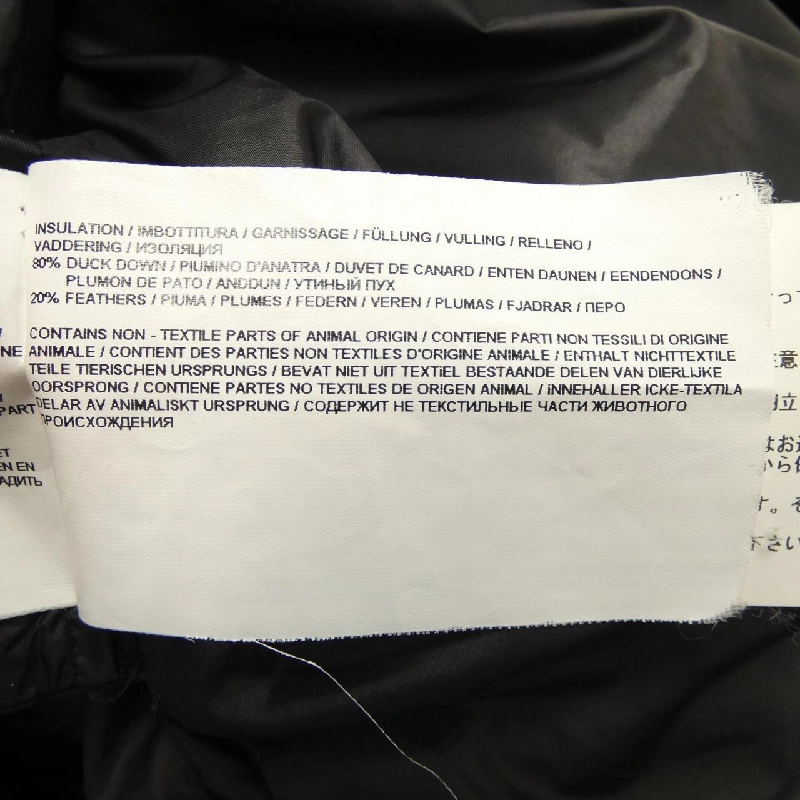 INSULATION / IMBOTTITURA / GARNISSAGE / FÜLLUNG / VULLING / RELLENO /
VADDERING / ИЗОЛЯЦИЯ
80% DUCK DOWN / PIUMINO D'ANATRA / DUVET DE CANARD / ENTEN DAUNEN / EENDENDONS /
PLUMON DE PATO / ANDDUN / УТИНЫЙ ПУХ
20% FEATHERS / PIUMA / PLUMES / FEDERN / VEREN / PLUMAS / FJADRAR / ПЕРО
CONTAINS NON - TEXTILE PARTS OF ANIMAL ORIGIN / CONTIENE PARTI NON TESSILI DI ORIGINE
ANIMALE / CONTIENT DES PARTIES NON TEXTILES D'ORIGINE ANIMALE / ENTHALT NICHTTEXTILE
TEILE TIERISCHEN URSPRUNGS / BEVAT NIET UIT TEXTIEL BESTAANDE DELEN VAN DIERLIJKE
OORSPRONG / CONTIENE PARTES NO TEXTILES DE ORIGEN ANIMAL / INNEHALLER ICKE-TEXTILA
DELAR AV ANIMALISKT URSPRUNG / СОДЕРЖИТ НЕ ТЕКСТИЛЬНЫЕ ЧАСТИ ЖИВОТНОГО
ПРОИСХОЖДЕНИЯ